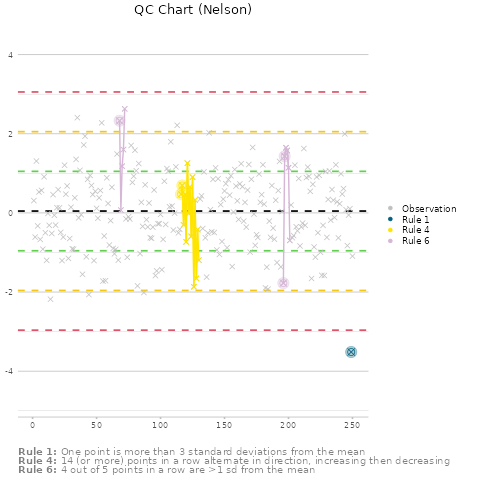 QC Chart (Nelson)
4
2
0
-2
-4
0
50
100
150
200
250
Observation
Rule 1
Rule 4
Rule 6
Rule 1: One point is more than 3 standard deviations from the mean
Rule 4: 14 (or more) points in a row alternate in direction, increasing then decreasing
Rule 6: 4 out of 5 points in a row are >1 sd from the mean